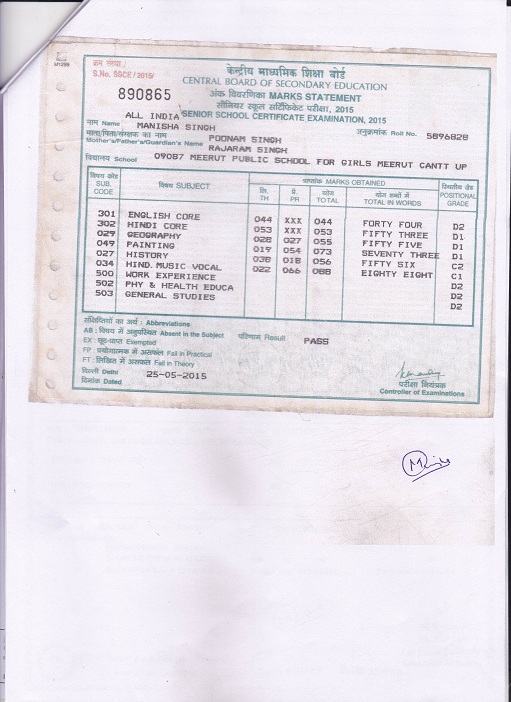 M1299
क्रम संख्या /
S.No. SSCE / 2015/
890865
केन्द्रीय माध्यमिक शिक्षा बोर्ड
CENTRAL BOARD OF SECONDARY EDUCATION
अंक विवरणिका MARKS STATEMENT
सीनियर स्कूल सर्टिफिकेट परीक्षा, 2015
ALL INDIA SENIOR SCHOOL CERTIFICATE EXAMINATION, 2015
नाम Name MANISHA SINGH
अनुक्रमांक Roll No. 5896828
माता/पिता/संरक्षक का नाम POONAM SINGH
Mother's/Father's/Guardian's Name RAJARAM SINGH
विद्यालय School 09087 MEERUT PUBLIC SCHOOL FOR GIRLS MEERUT CANTT UP
विषय कोड SUB. CODE
विषय SUBJECT
प्राप्तांक MARKS OBTAINED
लि. TH
प्रै. PR
योग TOTAL
योग शब्दों में TOTAL IN WORDS
स्थितीय ग्रेड POSITIONAL GRADE
301 ENGLISH CORE 044 XXX 044 FORTY FOUR D2
302 HINDI CORE 053 XXX 053 FIFTY THREE D1
029 GEOGRAPHY 028 027 055 FIFTY FIVE D1
049 PAINTING 019 054 073 SEVENTY THREE D1
027 HISTORY 038 018 056 FIFTY SIX C2
034 HIND. MUSIC VOCAL 022 066 088 EIGHTY EIGHT C1
500 WORK EXPERIENCE D2
502 PHY & HEALTH EDUCA D2
503 GENERAL STUDIES D2
संक्षिप्तियों का अर्थ : Abbreviations
AB : विषय में अनुपस्थित Absent in the Subject
परिणाम Result PASS
EX : छूट-प्राप्त Exempted
FP : प्रयोगात्मक में असफल Fail in Practical
FT : लिखित में असफल Fail in Theory
दिल्ली Delhi
दिनांक Dated 25-05-2015
परीक्षा नियंत्रक
Controller of Examinations